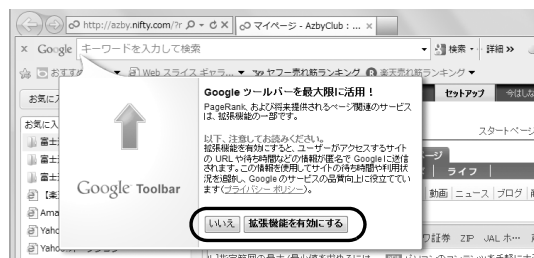 http://azby.nifty.com/?r
マイページ - AzbyClub : ...
Google
キーワードを入力して検索
検索
詳細 »
Web スライス ギャラ...
ヤフー売れ筋ランキング
楽天売れ筋ランキング
Google ツールバーを最大限に活用！
PageRank、および将来提供されるページ関連のサービスは、拡張機能の一部です。
以下、注意してお読みください。
拡張機能を有効にすると、ユーザーがアクセスするサイト
の URL や待ち時間などの情報が匿名で Google に送信
されます。この情報を使用してサイトの待ち時間や利用状
況を追跡し、Google のサービスの品質向上に役立ててい
ます(プライバシー ポリシー)。
Google Toolbar
いいえ
拡張機能を有効にする
お気に入
富士
富士
富士
【楽
Ama
Yaho
Yaho
セットアップ
今はしな
スタートページ
ージ
ライフ
動画 | ニュース | ブログ
ワ証券 ZIP JALホ…